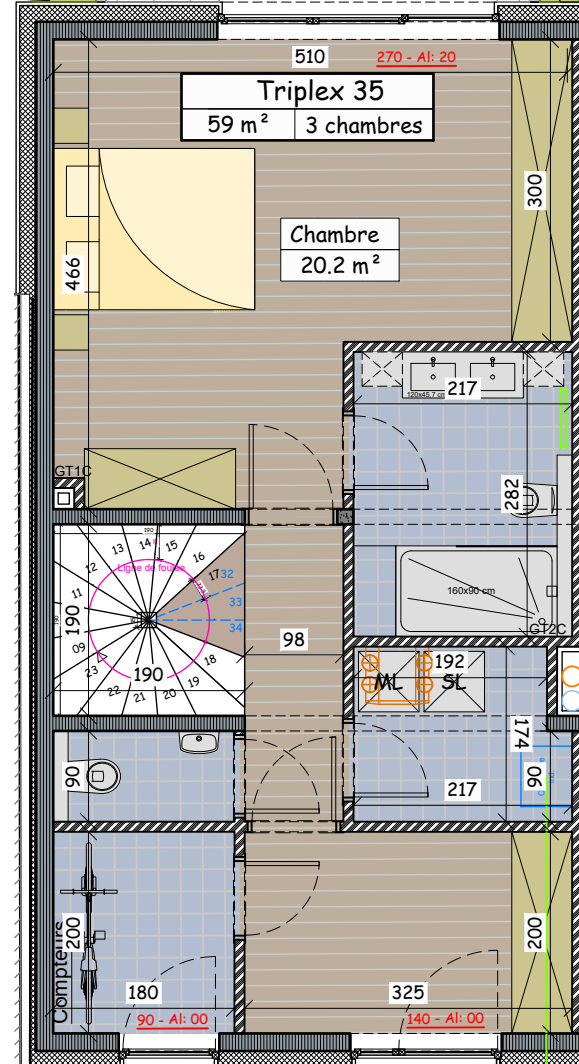 510
270 - Al: 20
Triplex 35
59 m² 3 chambres
300
Chambre
20.2 m²
466
120x45.7 cm
217
GT1C
282
190
13 14 15
16
12
17
32
Ligne de foulée
11
33
190
160x90 cm
34
GT2C
09
98
18
190
192
23
19
22 21 20
ML SL
174
90
90
217
200
Compteurs
200
180
325
90 - Al: 00
140 - Al: 00